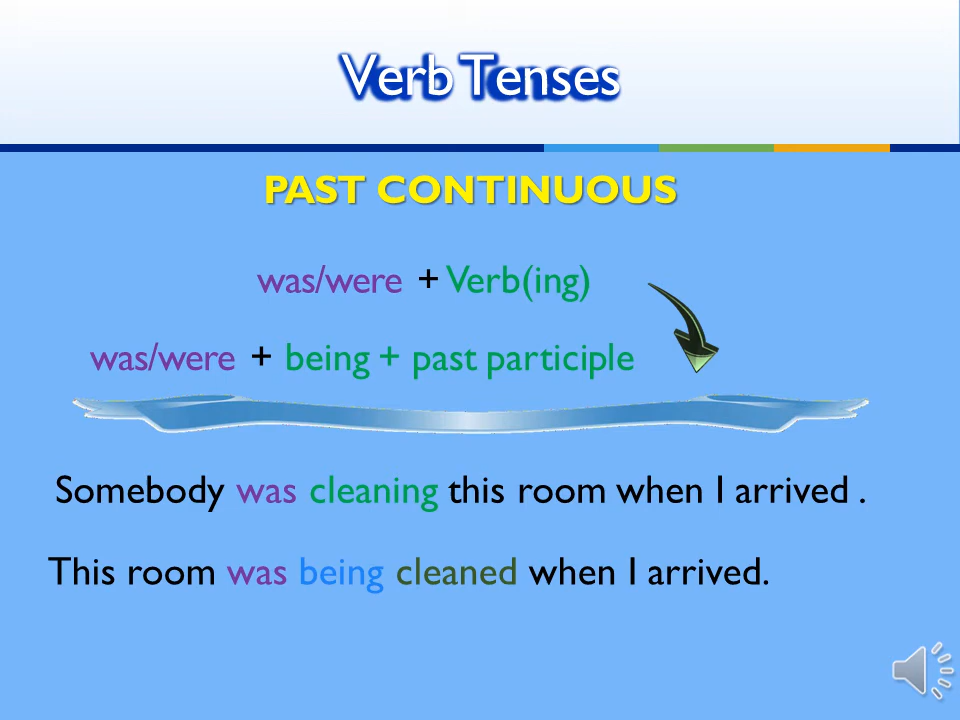 Verb Tenses
PAST CONTINUOUS
was/were + Verb(ing)
was/were + being + past participle
Somebody was cleaning this room when I arrived .
This room was being cleaned when I arrived.